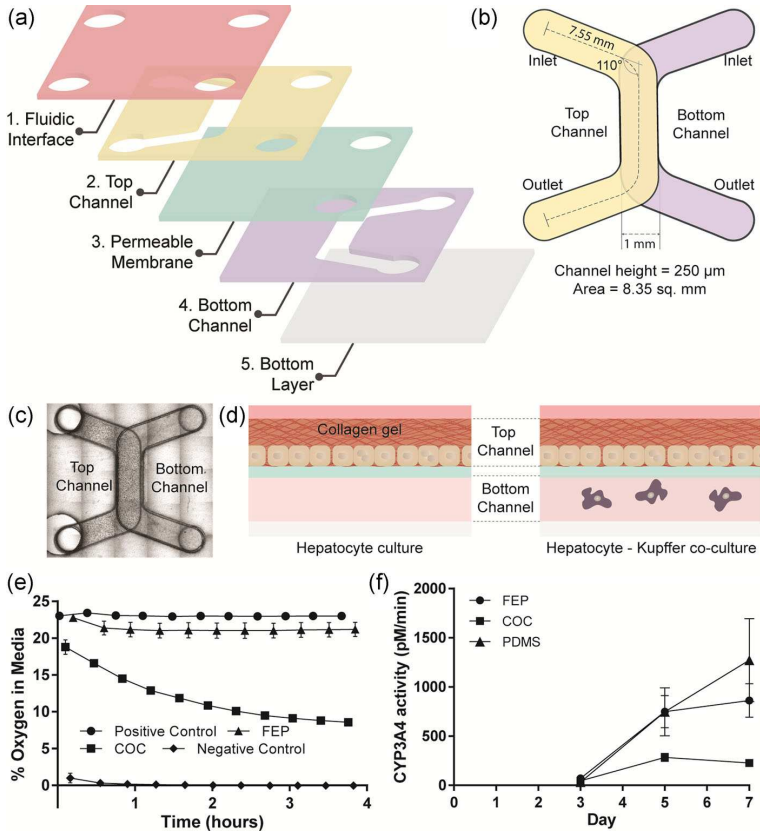 (a)
1. Fluidic
Interface
2. Top
Channel
3. Permeable
Membrane
4. Bottom
Channel
5. Bottom
Layer
(b)
7.55 mm
110°
Inlet
Inlet
Top
Channel
Bottom
Channel
Outlet
Outlet
1 mm
Channel height = 250 µm
Area = 8.35 sq. mm
(c)
Top
Channel
Bottom
Channel
(d)
Collagen gel
Top
Channel
Bottom
Channel
Hepatocyte culture
Hepatocyte - Kupffer co-culture
(e)
% Oxygen in Media
25
20
15
10
5
0
Positive Control
FEP
COC
Negative Control
1
2
3
4
Time (hours)
(f)
CYP3A4 activity (pM/min)
2000
1500
1000
500
0
FEP
COC
PDMS
0
1
2
3
4
5
6
7
Day